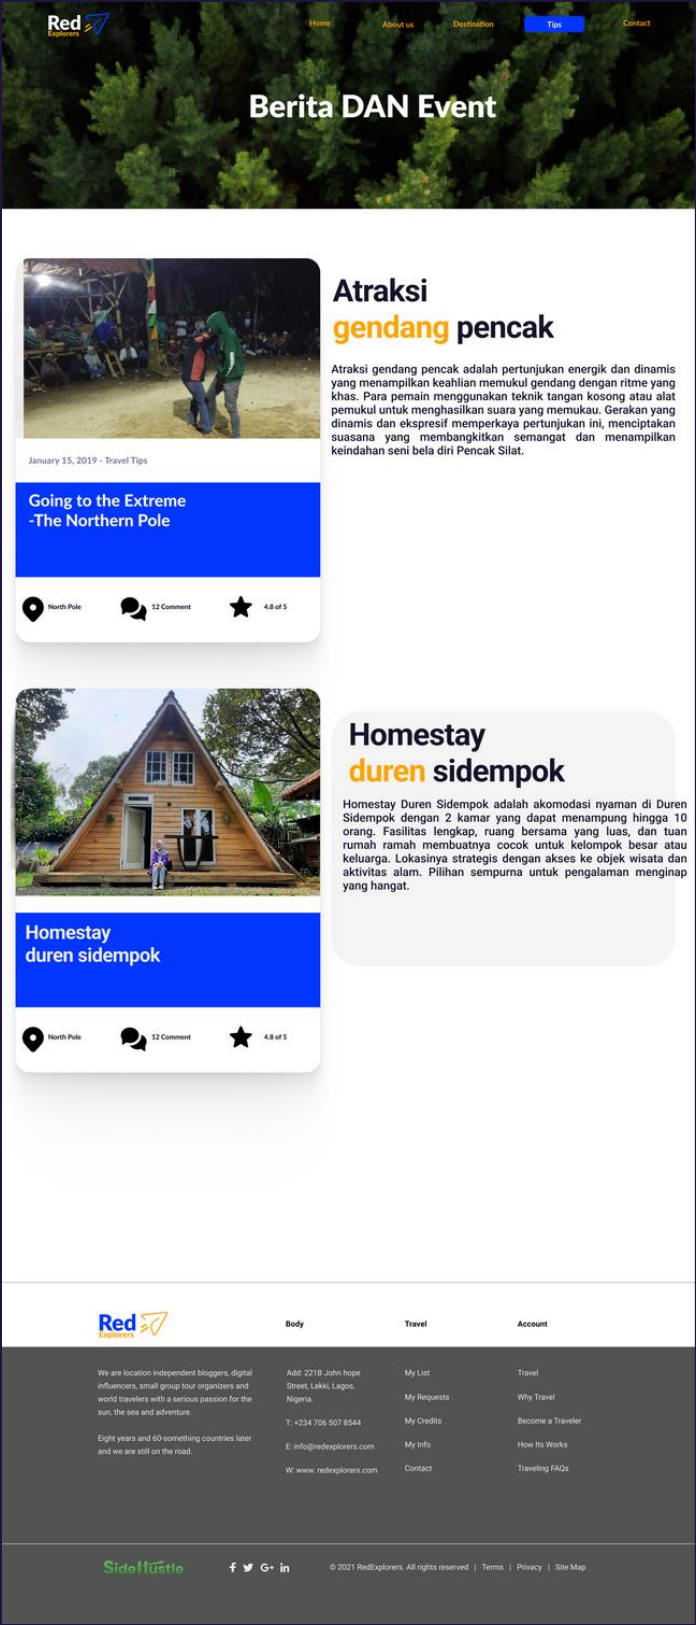 Red
Explorers
Home
About us
Destination
Tips
Contact
Berita DAN Event
Atraksi
gendang pencak
Atraksi gendang pencak adalah pertunjukan energik dan dinamis
yang menampilkan keahlian memukul gendang dengan ritme yang
khas. Para pemain menggunakan teknik tangan kosong atau alat
pemukul untuk menghasilkan suara yang memukau. Gerakan yang
dinamis dan ekspresif memperkaya pertunjukan ini, menciptakan
suasana yang membangkitkan semangat dan menampilkan
keindahan seni bela diri Pencak Silat.
January 15, 2019 - Travel Tips
Going to the Extreme
-The Northern Pole
North Pole
12 Comment
4.8 of 5
Homestay
duren sidempok
Homestay Duren Sidempok adalah akomodasi nyaman di Duren
Sidempok dengan 2 kamar yang dapat menampung hingga 10
orang. Fasilitas lengkap, ruang bersama yang luas, dan tuan
rumah ramah membuatnya cocok untuk kelompok besar atau
keluarga. Lokasinya strategis dengan akses ke objek wisata dan
aktivitas alam. Pilihan sempurna untuk pengalaman menginap
yang hangat.
Homestay
duren sidempok
North Pole
12 Comment
4.8 of 5
Red
Explorers
Body
Travel
Account
We are location independent bloggers, digital
influencers, small group tour organizers and
world travelers with a serious passion for the
sun, the sea and adventure.
Eight years and 60-something countries later
and we are still on the road.
Add: 221B John hope
Street, Lekki, Lagos,
Nigeria.
T: +234 706 507 8544
E: info@redexplorers.com
W: www. redexplorers.com
My List
My Requests
My Credits
My Info
Contact
Travel
Why Travel
Become a Traveler
How Its Works
Traveling FAQs
SideHustle
© 2021 RedExplorers. All rights reserved | Terms | Privacy | Site Map